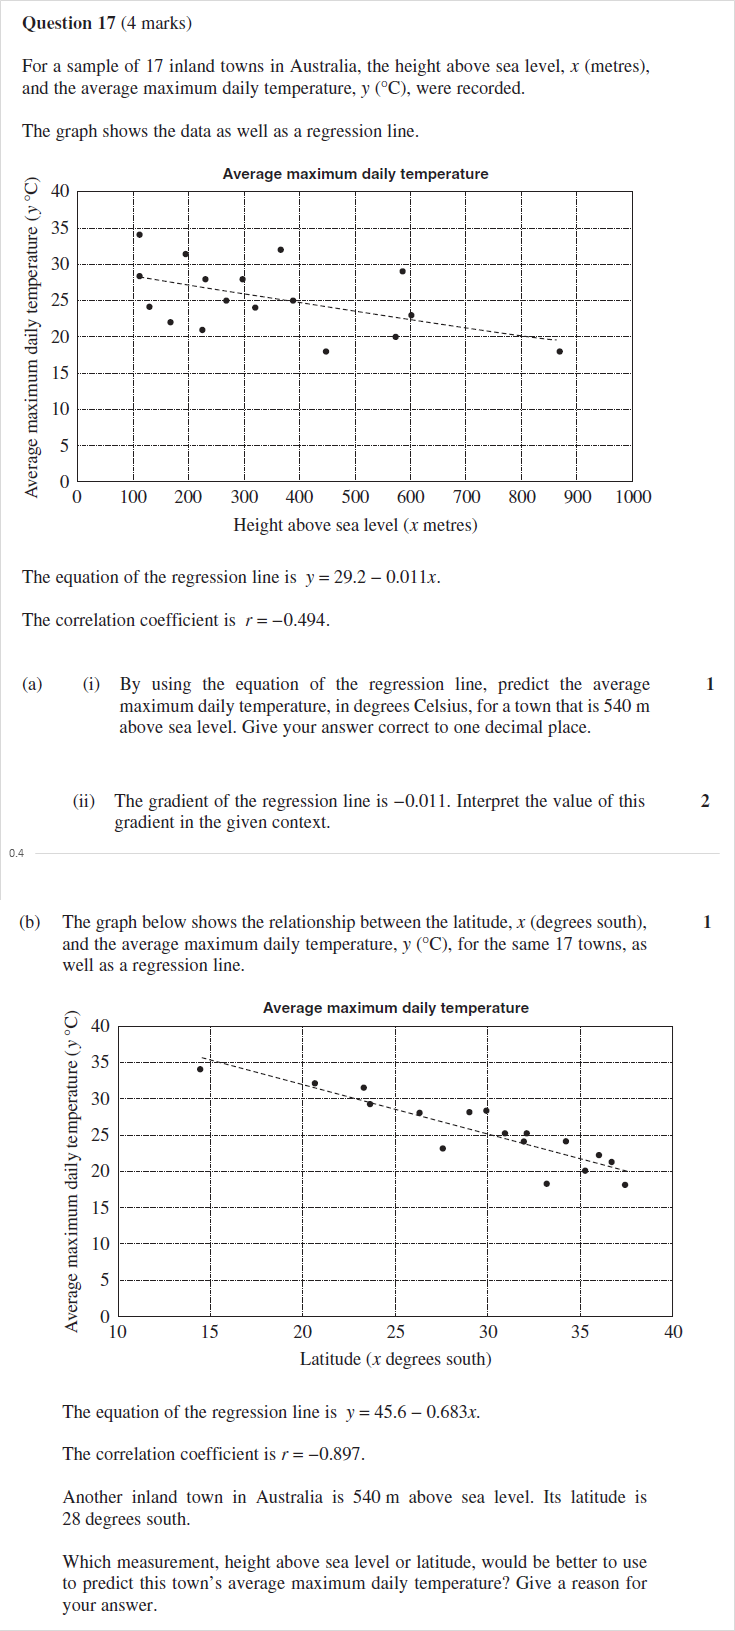 Question 17 (4 marks)
For a sample of 17 inland towns in Australia, the height above sea level, x (metres),
and the average maximum daily temperature, y (°C), were recorded.
The graph shows the data as well as a regression line.
Average maximum daily temperature
Average maximum daily temperature (y °C)
40
35
30
25
20
15
10
5
0
0 100 200 300 400 500 600 700 800 900 1000
Height above sea level (x metres)
The equation of the regression line is y = 29.2 − 0.011x.
The correlation coefficient is r = −0.494.
(a) (i) By using the equation of the regression line, predict the average 1
maximum daily temperature, in degrees Celsius, for a town that is 540 m
above sea level. Give your answer correct to one decimal place.
(ii) The gradient of the regression line is −0.011. Interpret the value of this 2
gradient in the given context.
0.4
(b) The graph below shows the relationship between the latitude, x (degrees south), 1
and the average maximum daily temperature, y (°C), for the same 17 towns, as
well as a regression line.
Average maximum daily temperature
Average maximum daily temperature (y °C)
40
35
30
25
20
15
10
5
0
10 15 20 25 30 35 40
Latitude (x degrees south)
The equation of the regression line is y = 45.6 − 0.683x.
The correlation coefficient is r = −0.897.
Another inland town in Australia is 540 m above sea level. Its latitude is
28 degrees south.
Which measurement, height above sea level or latitude, would be better to use
to predict this town's average maximum daily temperature? Give a reason for
your answer.